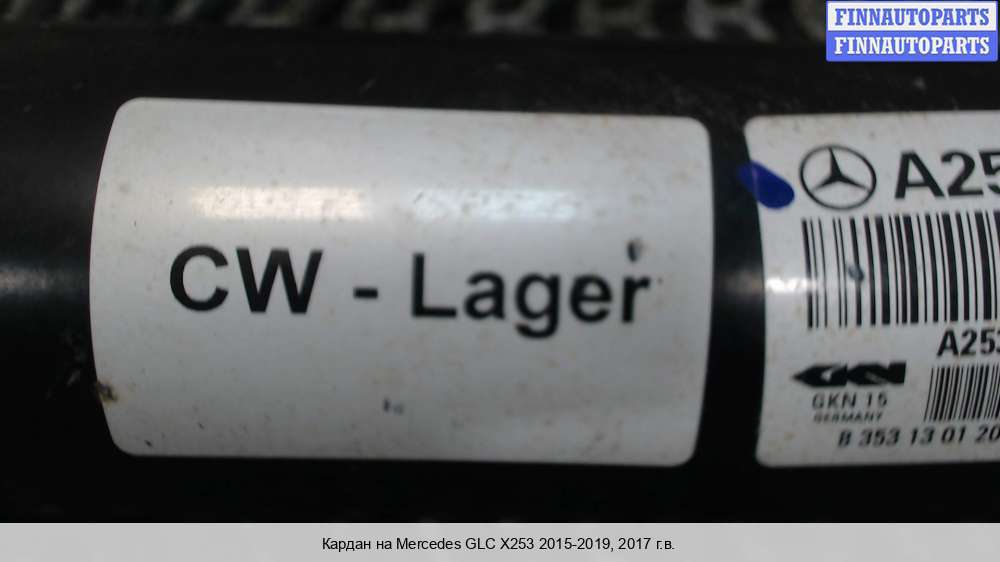 FINNAUTOPARTS
FINNAUTOPARTS
CW - Lager
A25
A253
GKN
GKN 15
GERMANY
8 353 13 01 20
Кардан на Mercedes GLC X253 2015-2019, 2017 г.в.